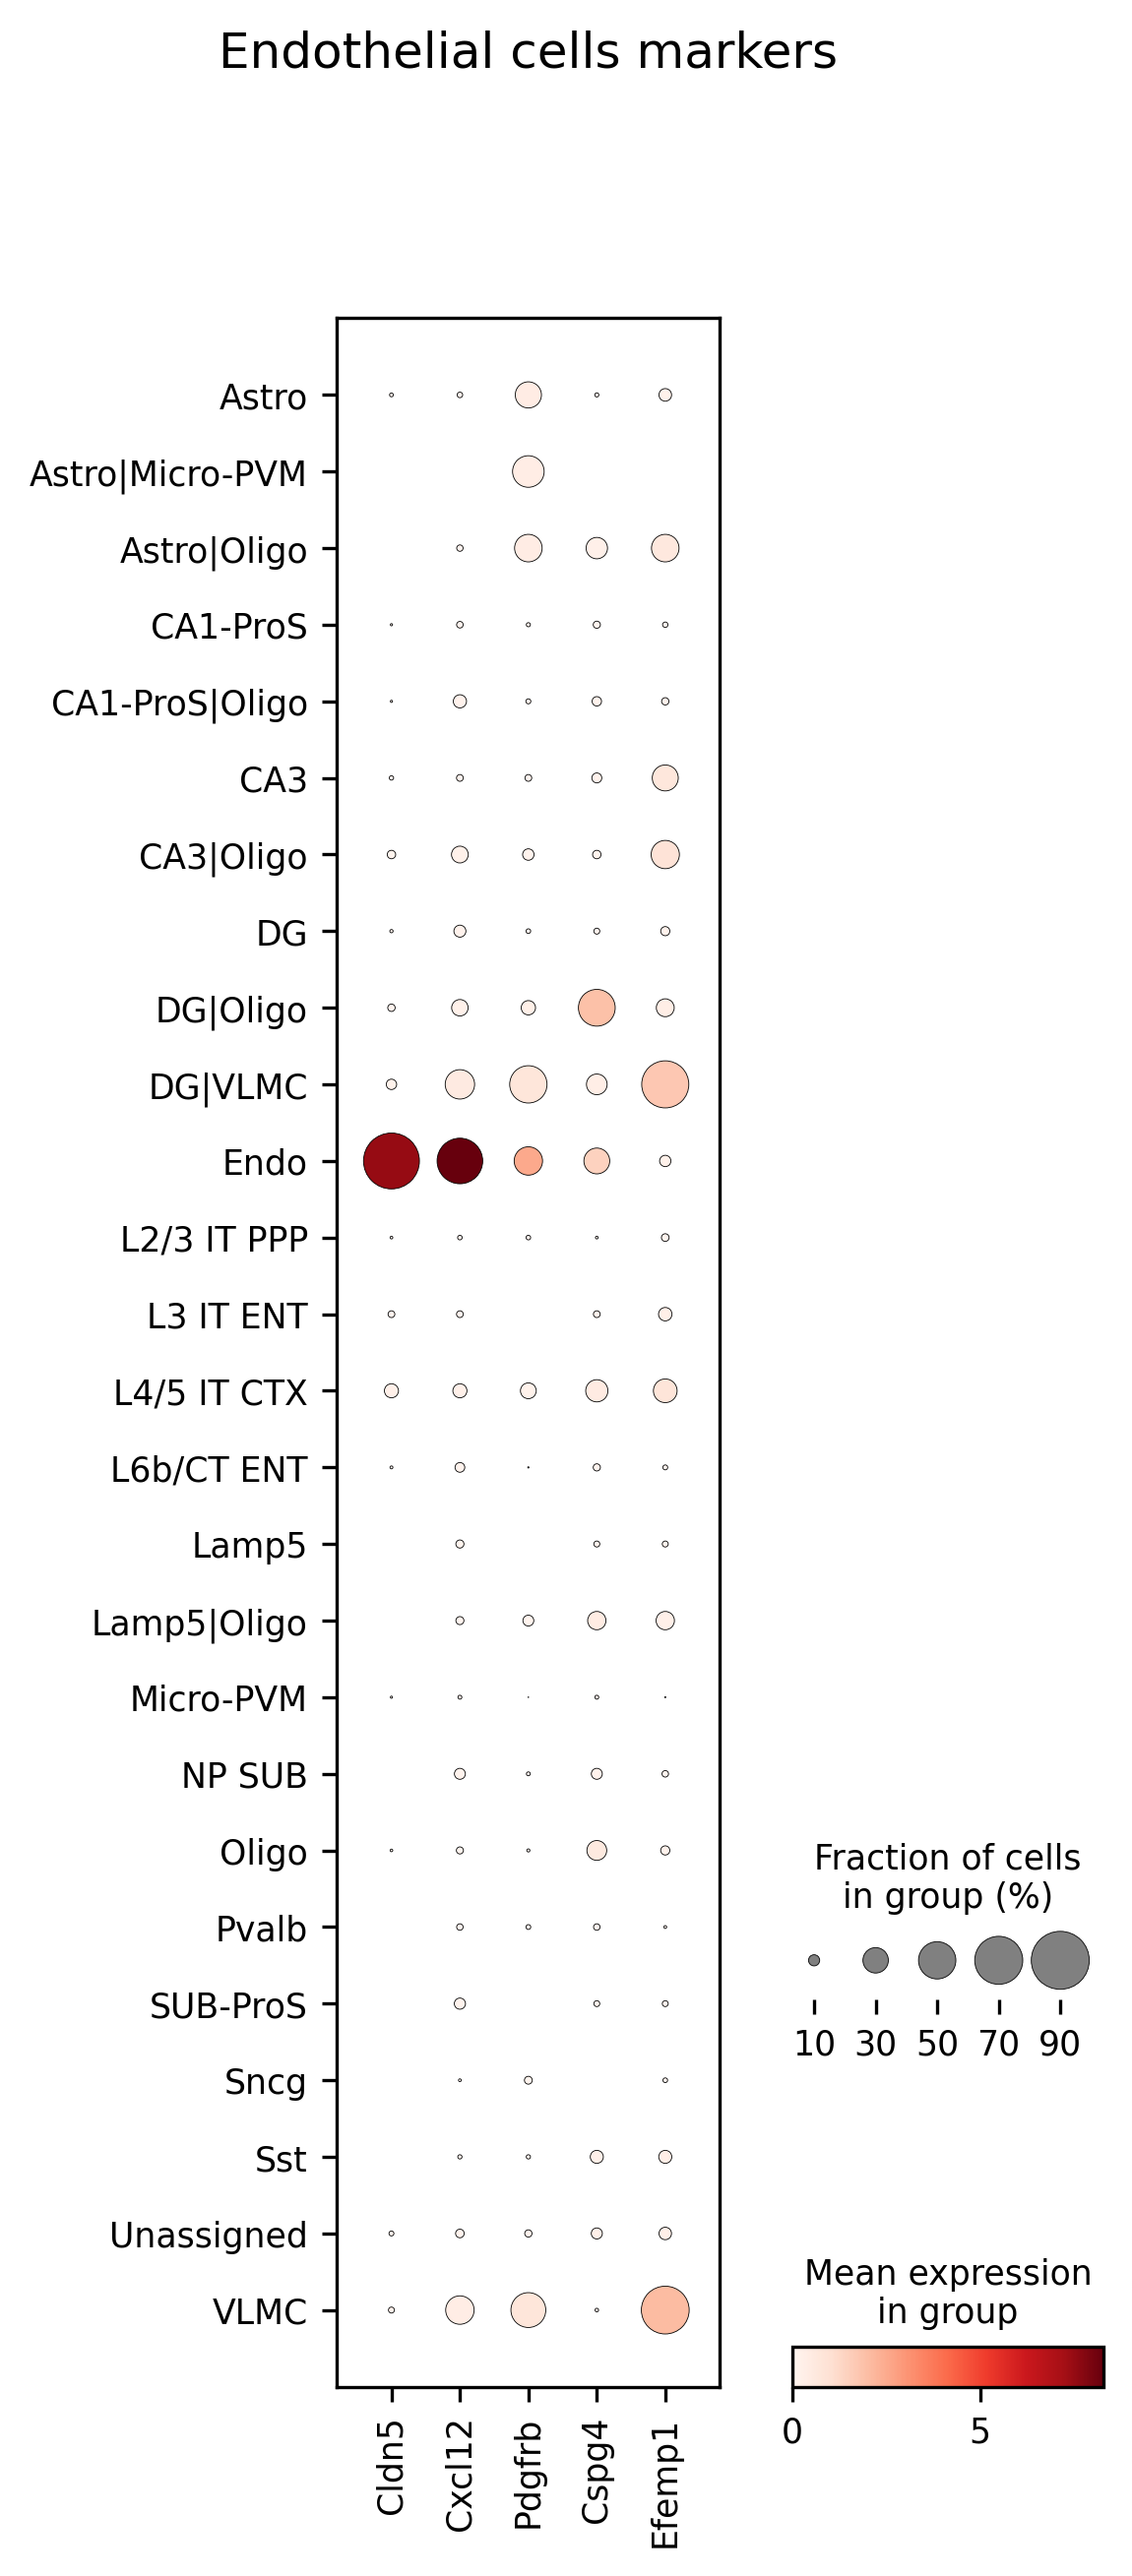 Endothelial cells markers
Astro
Astro|Micro-PVM
Astro|Oligo
CA1-ProS
CA1-ProS|Oligo
CA3
CA3|Oligo
DG
DG|Oligo
DG|VLMC
Endo
L2/3 IT PPP
L3 IT ENT
L4/5 IT CTX
L6b/CT ENT
Lamp5
Lamp5|Oligo
Micro-PVM
NP SUB
Oligo
Pvalb
SUB-ProS
Sncg
Sst
Unassigned
VLMC
Cldn5
Cxcl12
Pdgfrb
Cspg4
Efemp1
Fraction of cells
in group (%)
10 30 50 70 90
Mean expression
in group
0 5